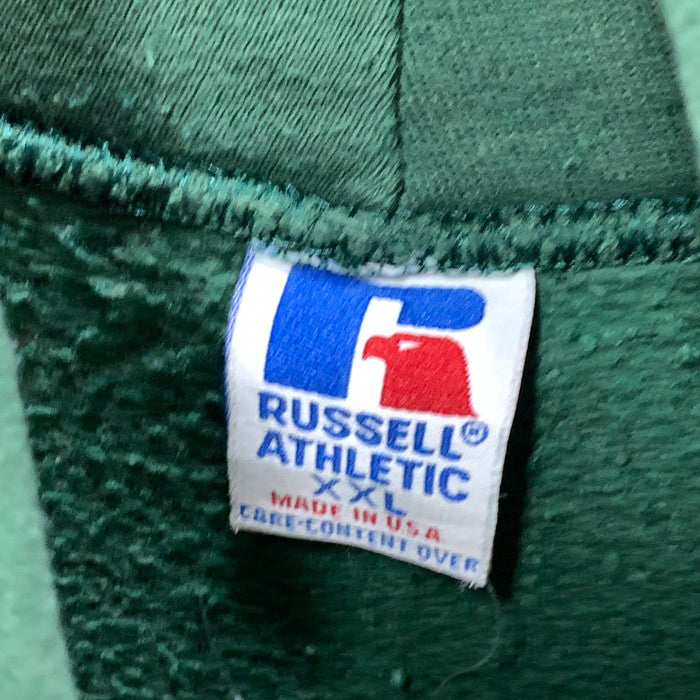 RUSSELL®
ATHLETIC
XXL
MADE IN USA
CARE-CONTENT OVER